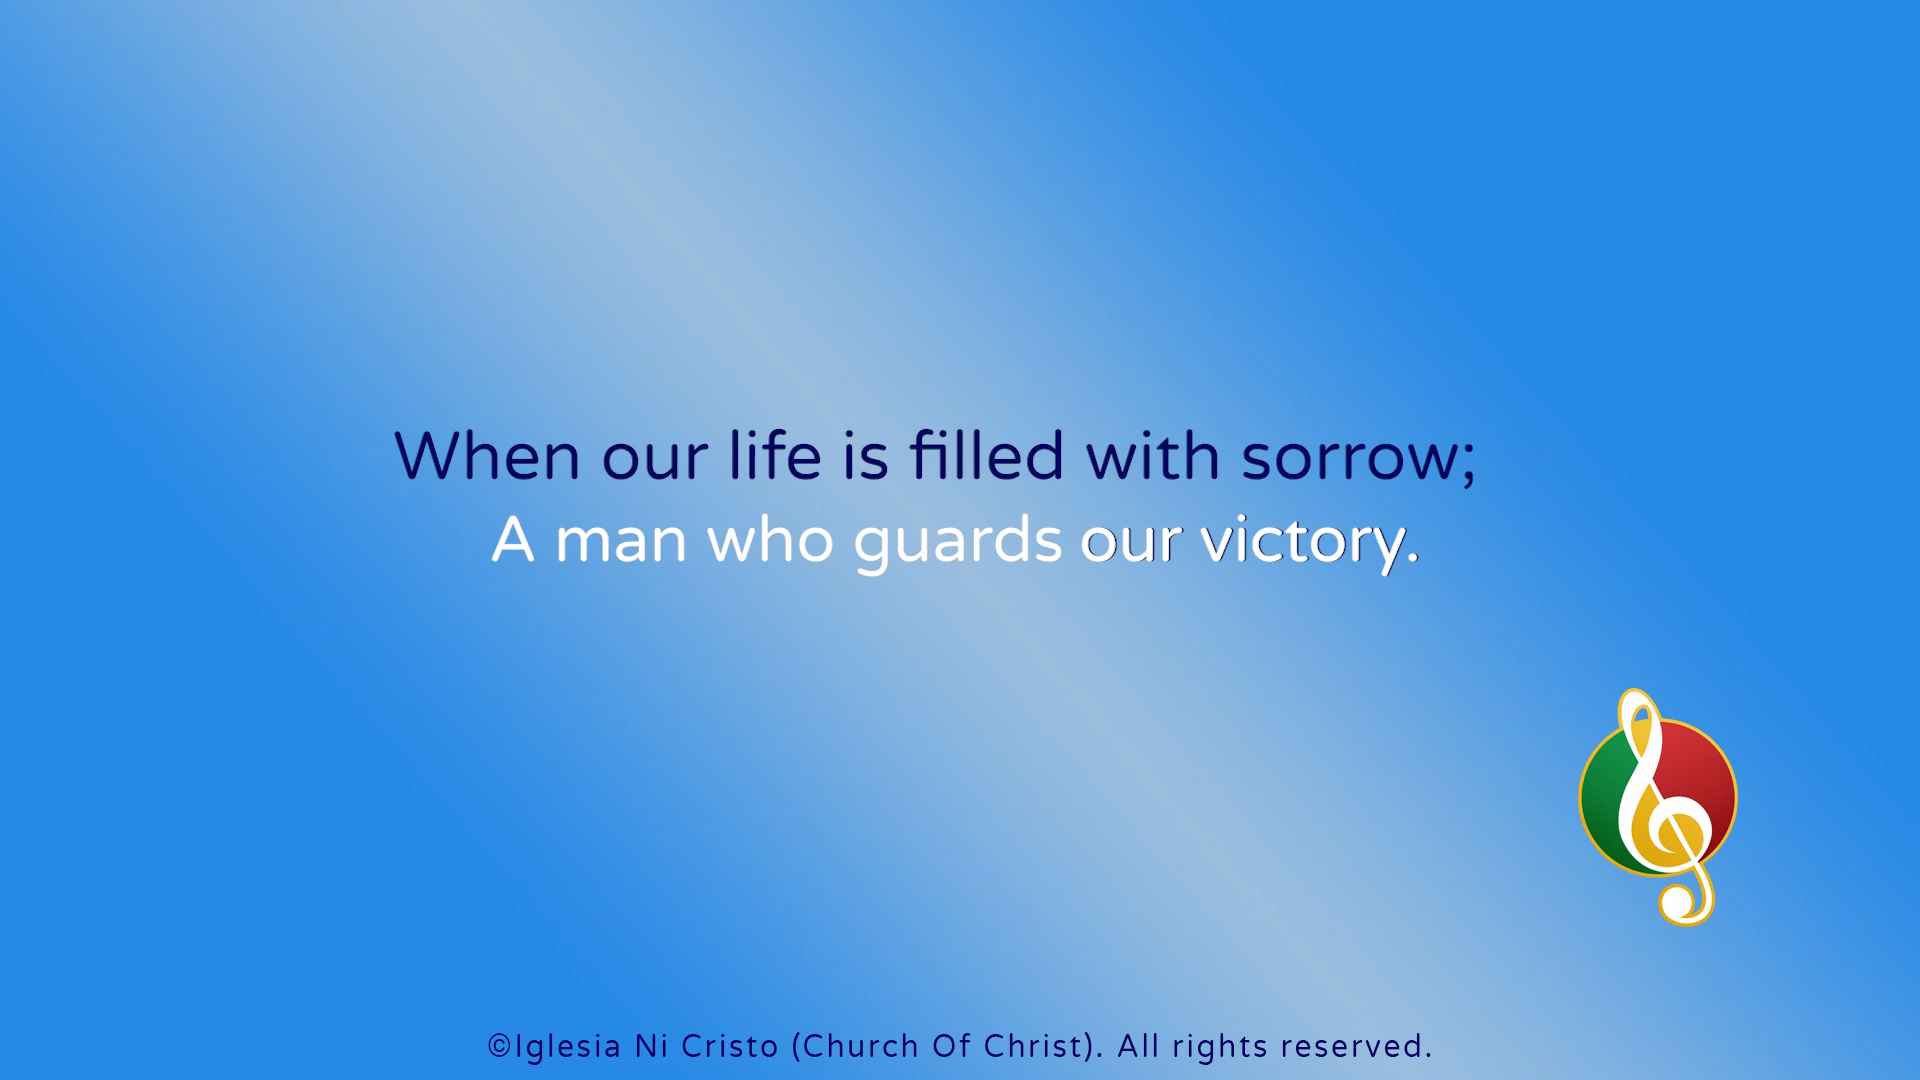 When our life is filled with sorrow;
A man who guards our victory.
©Iglesia Ni Cristo (Church Of Christ). All rights reserved.